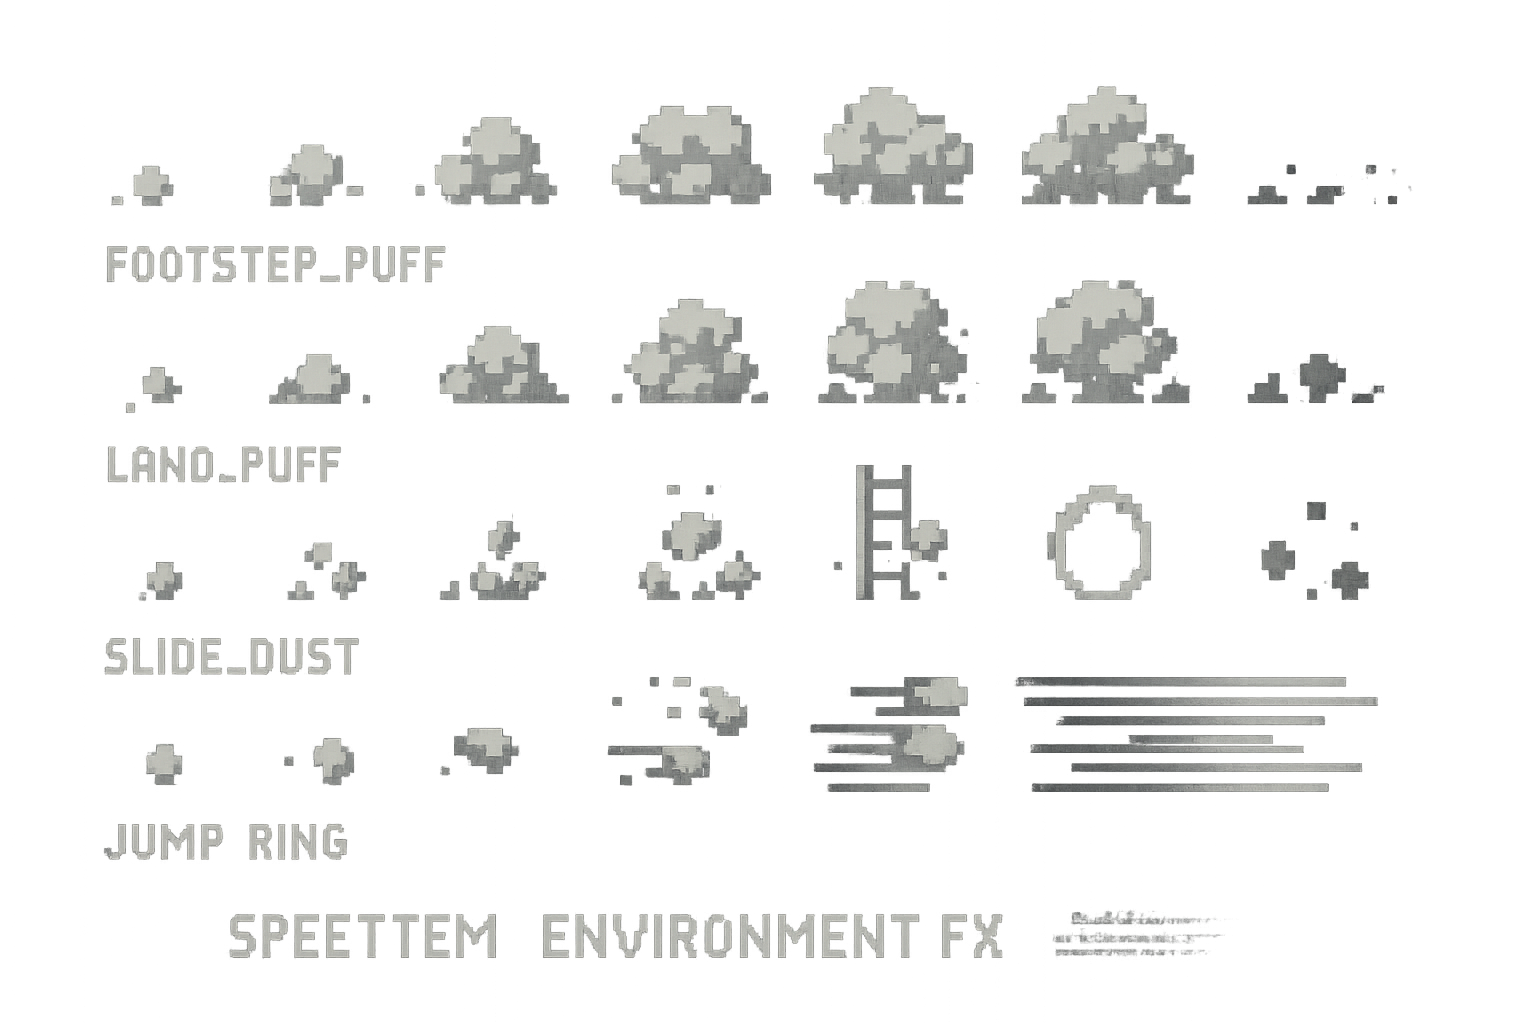 FOOTSTEP_PUFF
LANO_PUFF
SLIDE_DUST
JUMP RING
SPEETTEM ENVIRONMENT FX